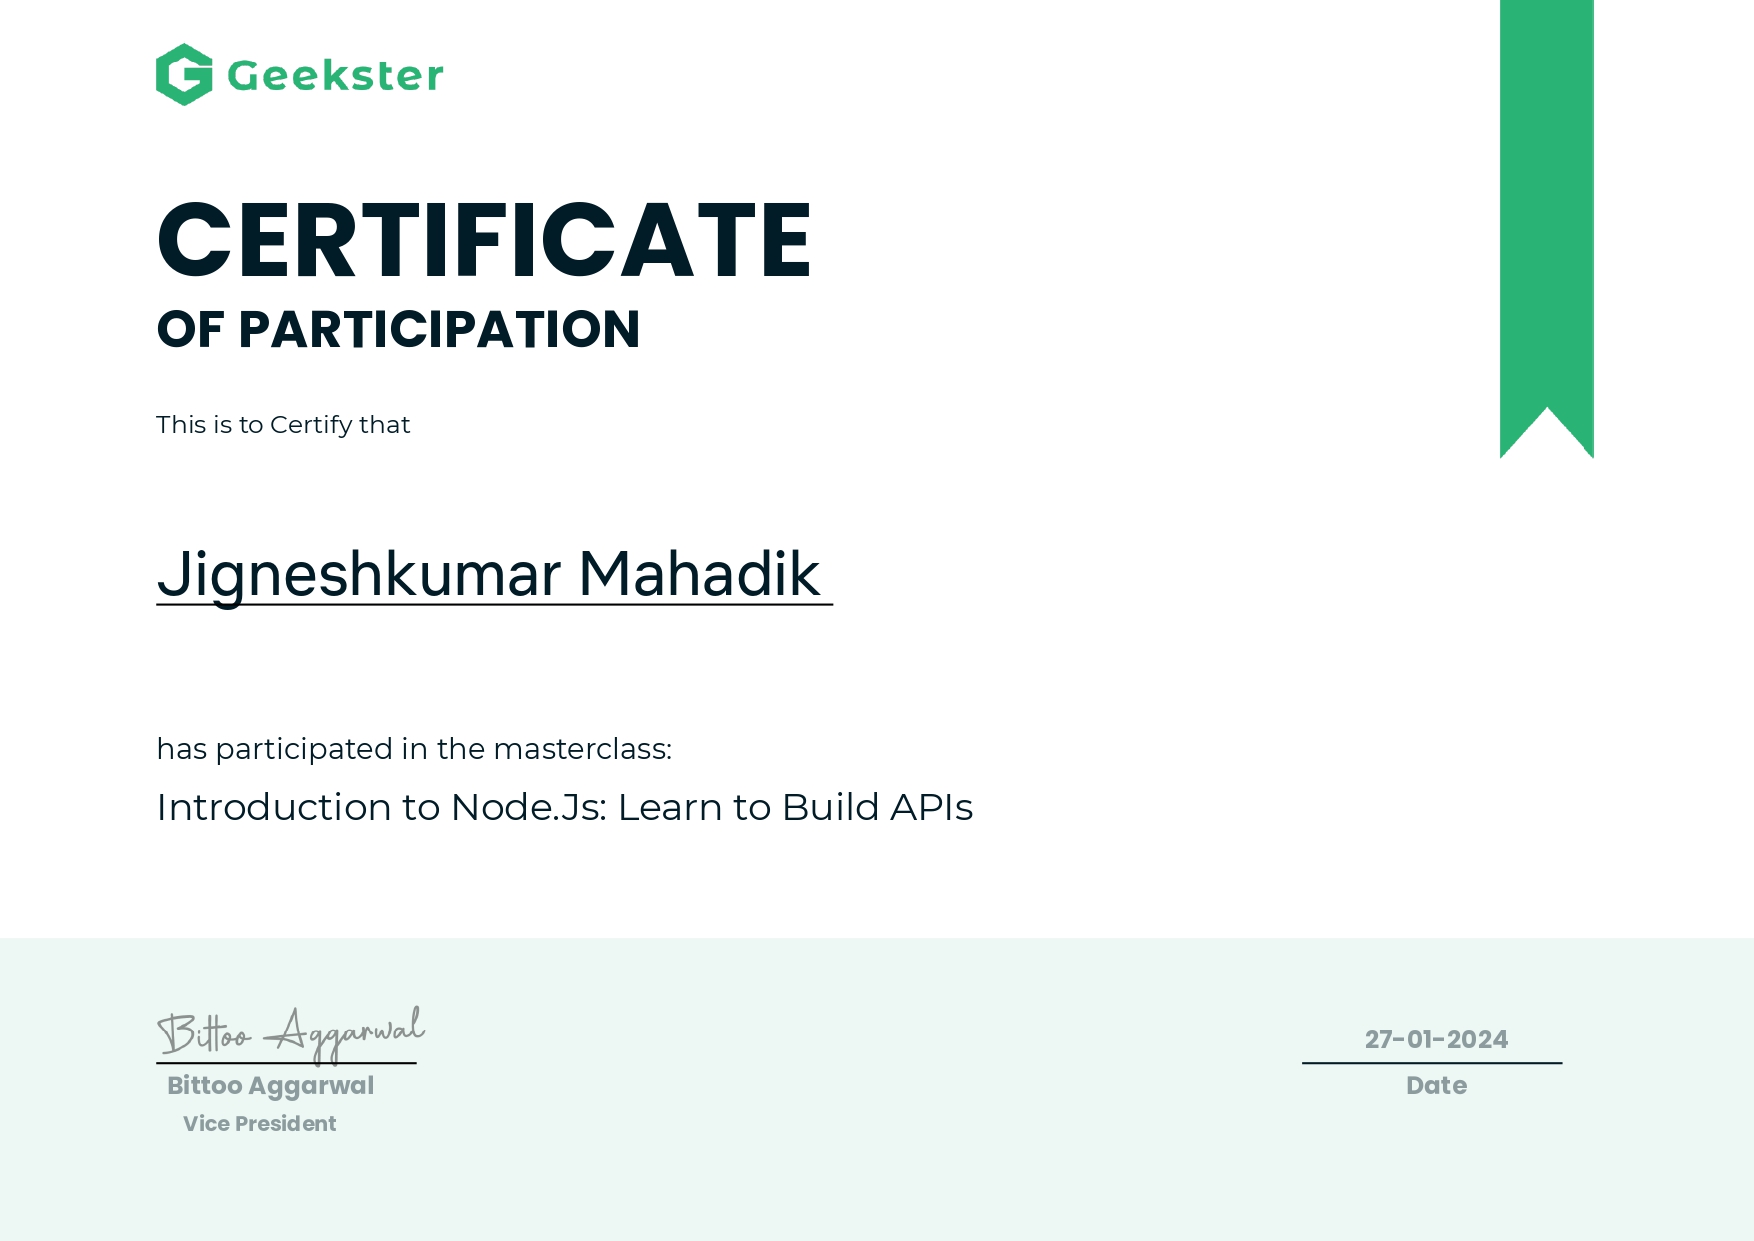 Geekster
CERTIFICATE
OF PARTICIPATION
This is to Certify that
Jigneshkumar Mahadik
has participated in the masterclass:
Introduction to Node.Js: Learn to Build APIs
Bittoo Aggarwal
Bittoo Aggarwal
Vice President
27-01-2024
Date